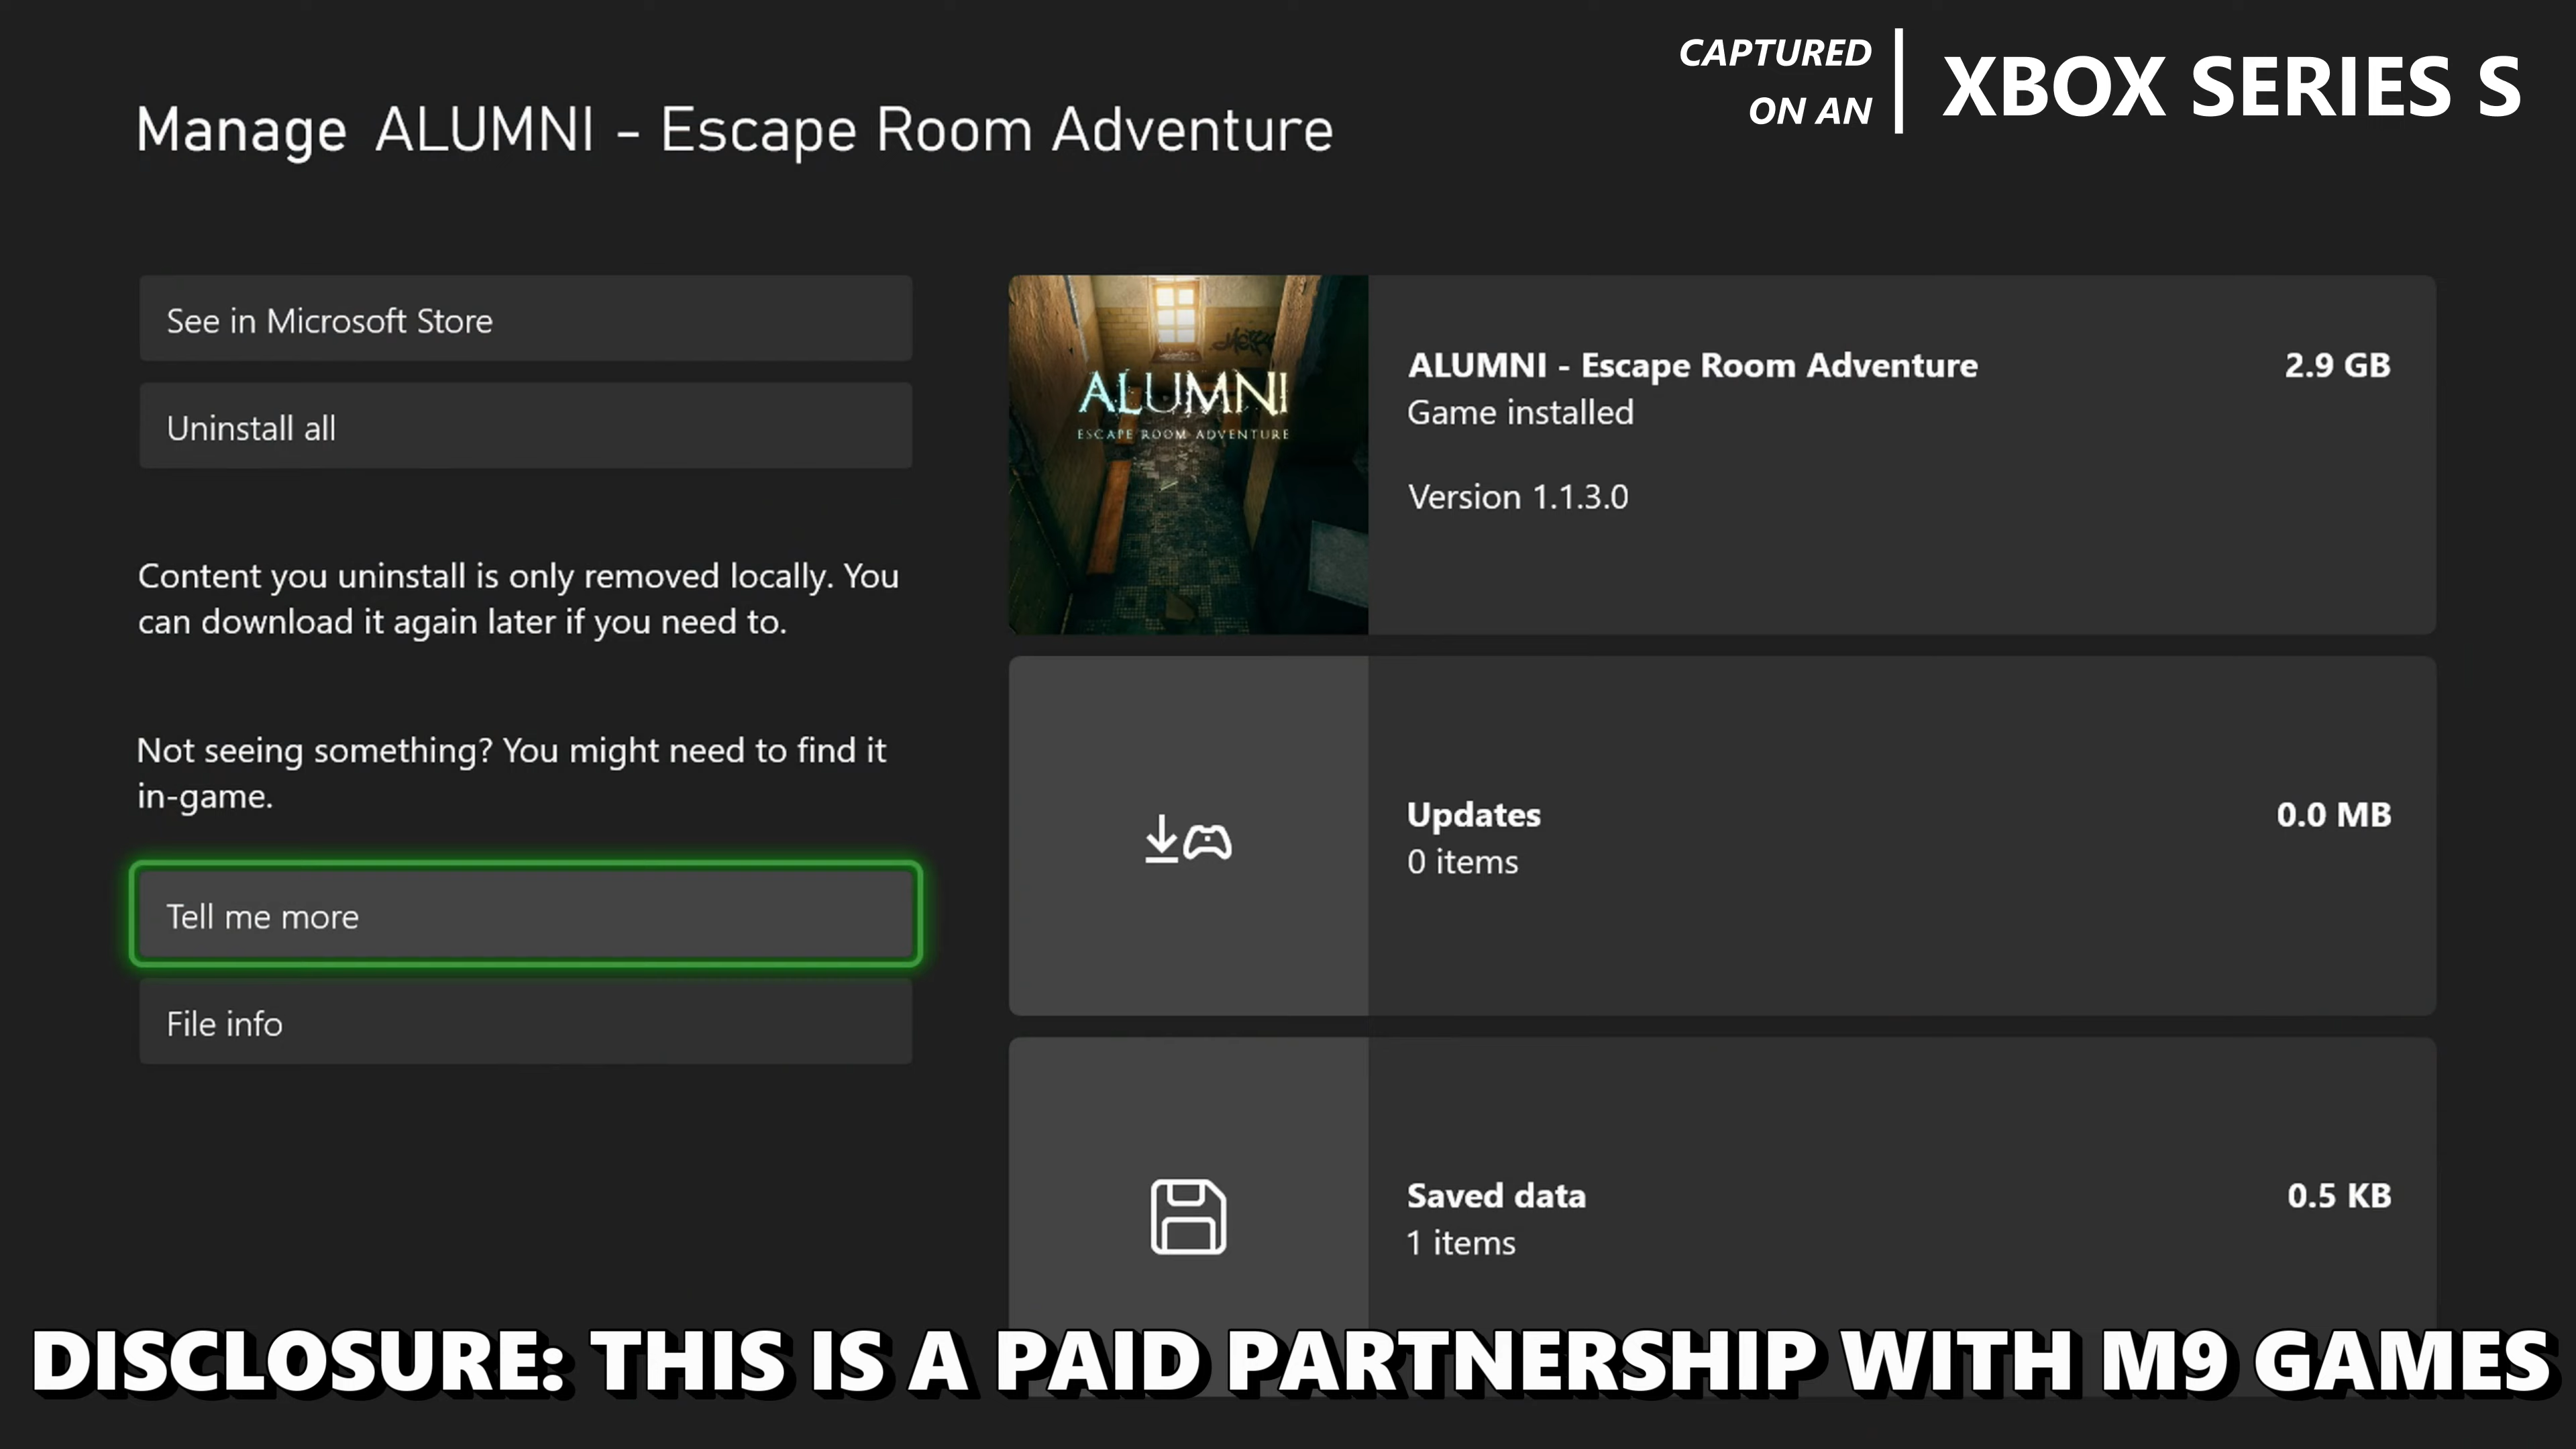 CAPTURED
ON AN
XBOX SERIES S
Manage ALUMNI - Escape Room Adventure
See in Microsoft Store
Uninstall all
Content you uninstall is only removed locally. You
can download it again later if you need to.
Not seeing something? You might need to find it
in-game.
Tell me more
File info
ALUMNI
ESCAPE ROOM ADVENTURE
ALUMNI - Escape Room Adventure
2.9 GB
Game installed
Version 1.1.3.0
Updates
0.0 MB
0 items
Saved data
0.5 KB
1 items
DISCLOSURE: THIS IS A PAID PARTNERSHIP WITH M9 GAMES